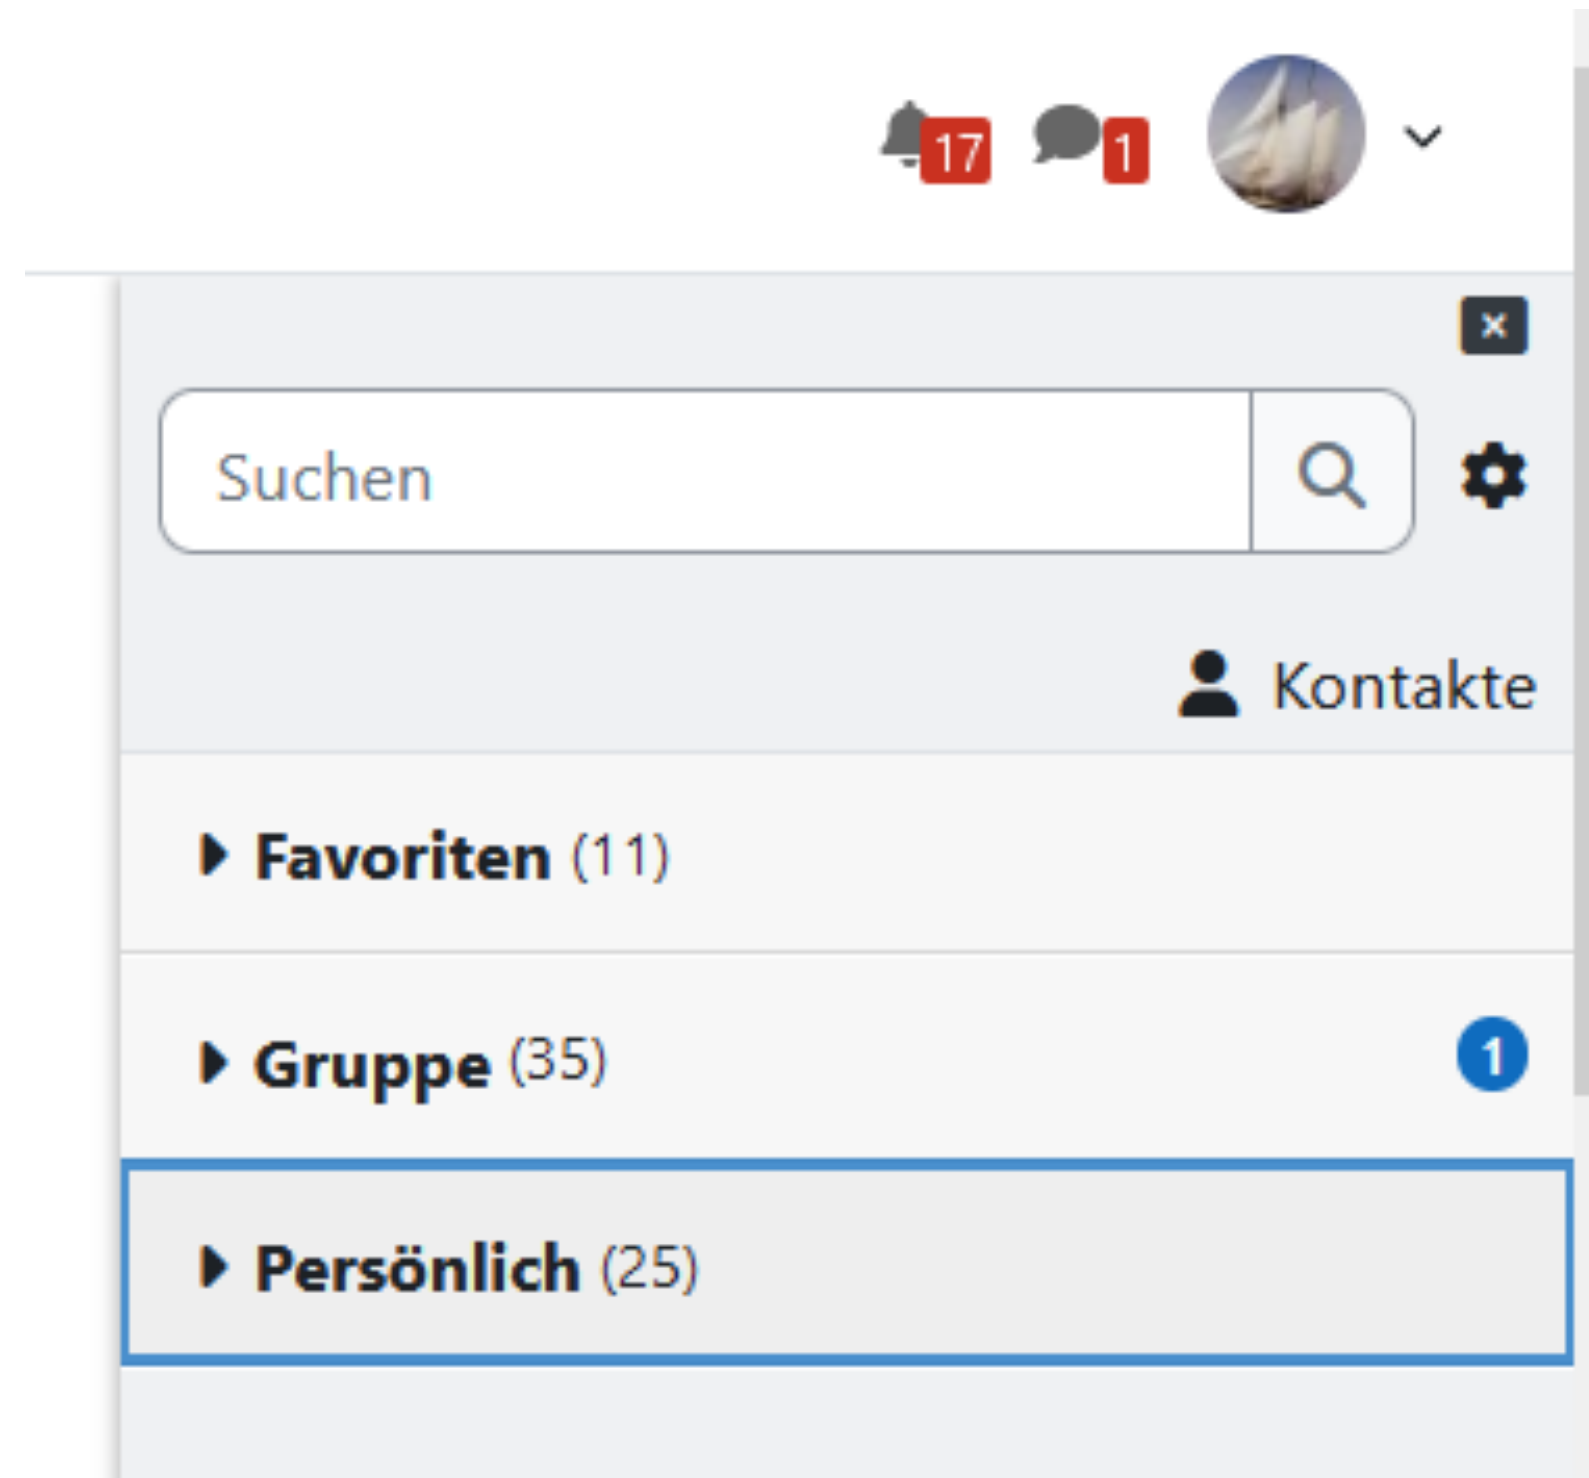 17 1
Suchen
Kontakte
Favoriten (11)
Gruppe (35) 1
Persönlich (25)